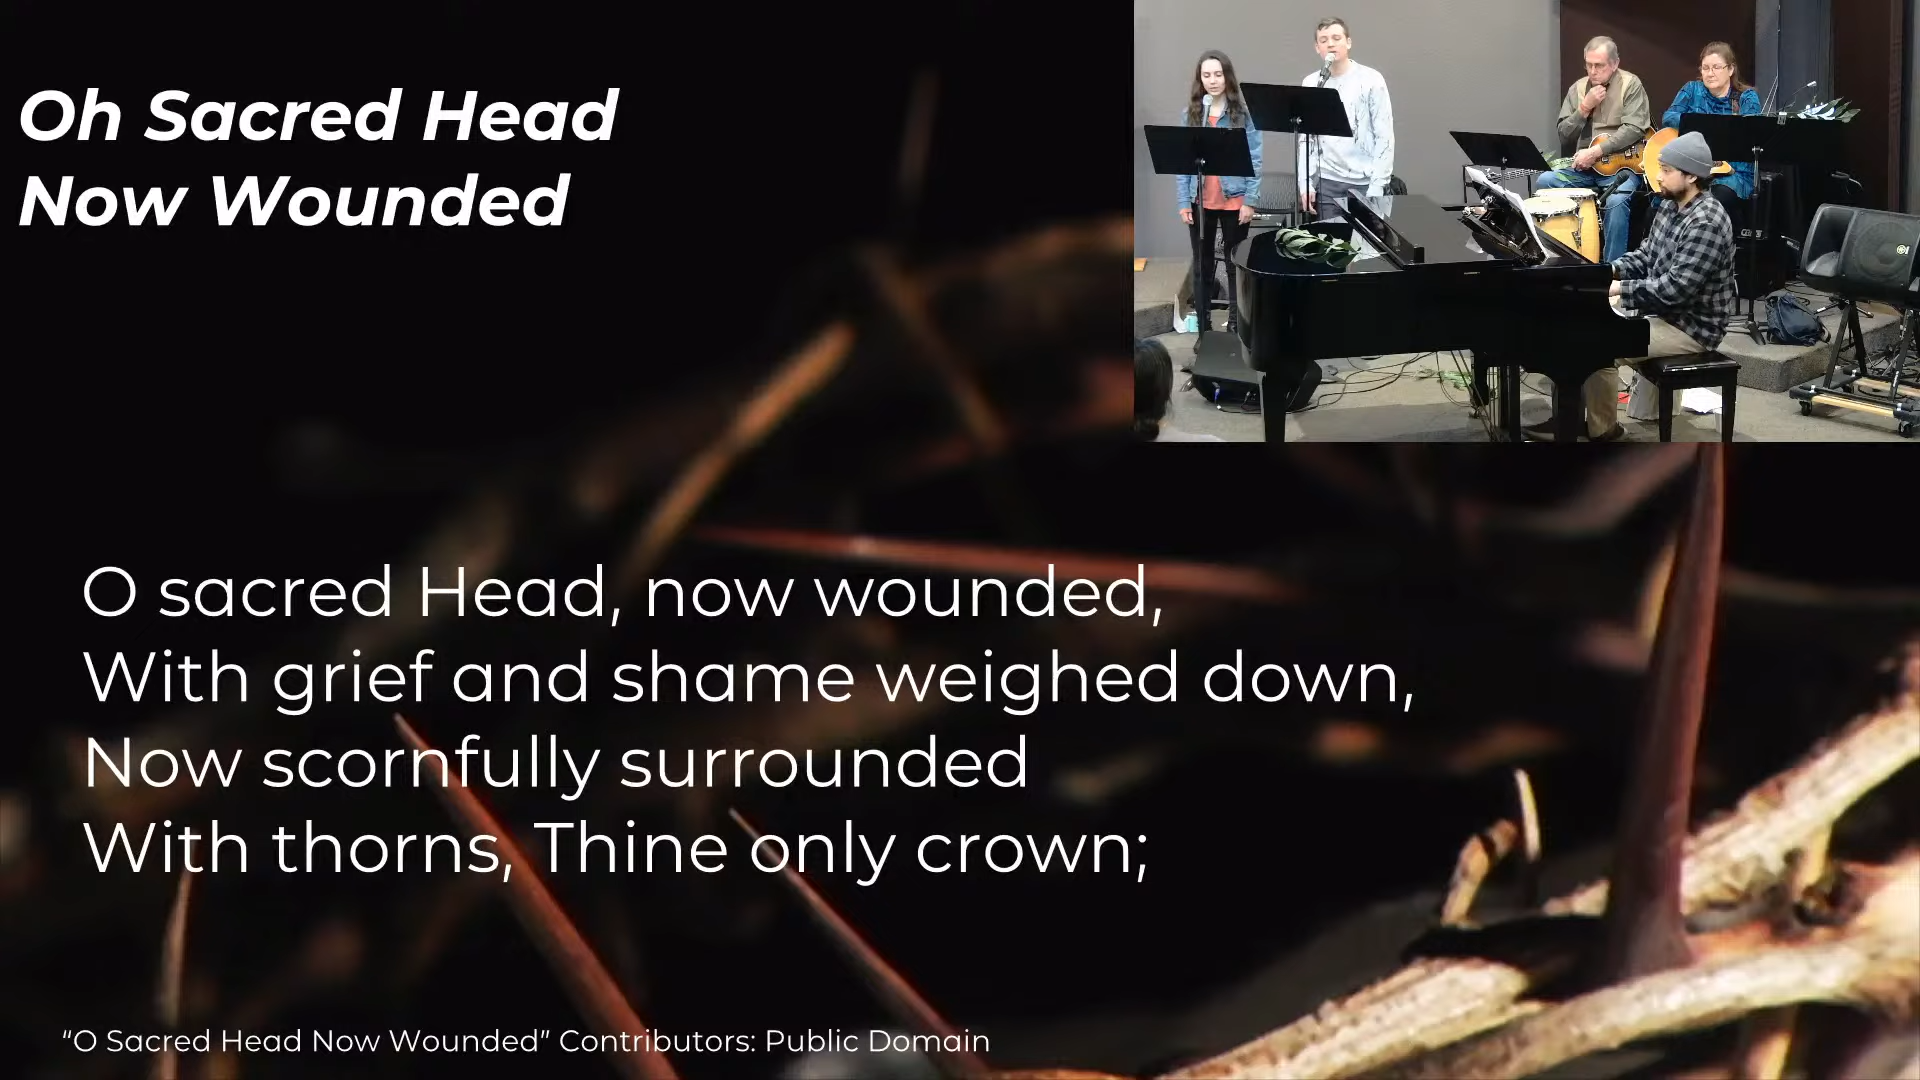 Oh Sacred Head
Now Wounded
O sacred Head, now wounded,
With grief and shame weighed down,
Now scornfully surrounded
With thorns, Thine only crown;
“O Sacred Head Now Wounded” Contributors: Public Domain